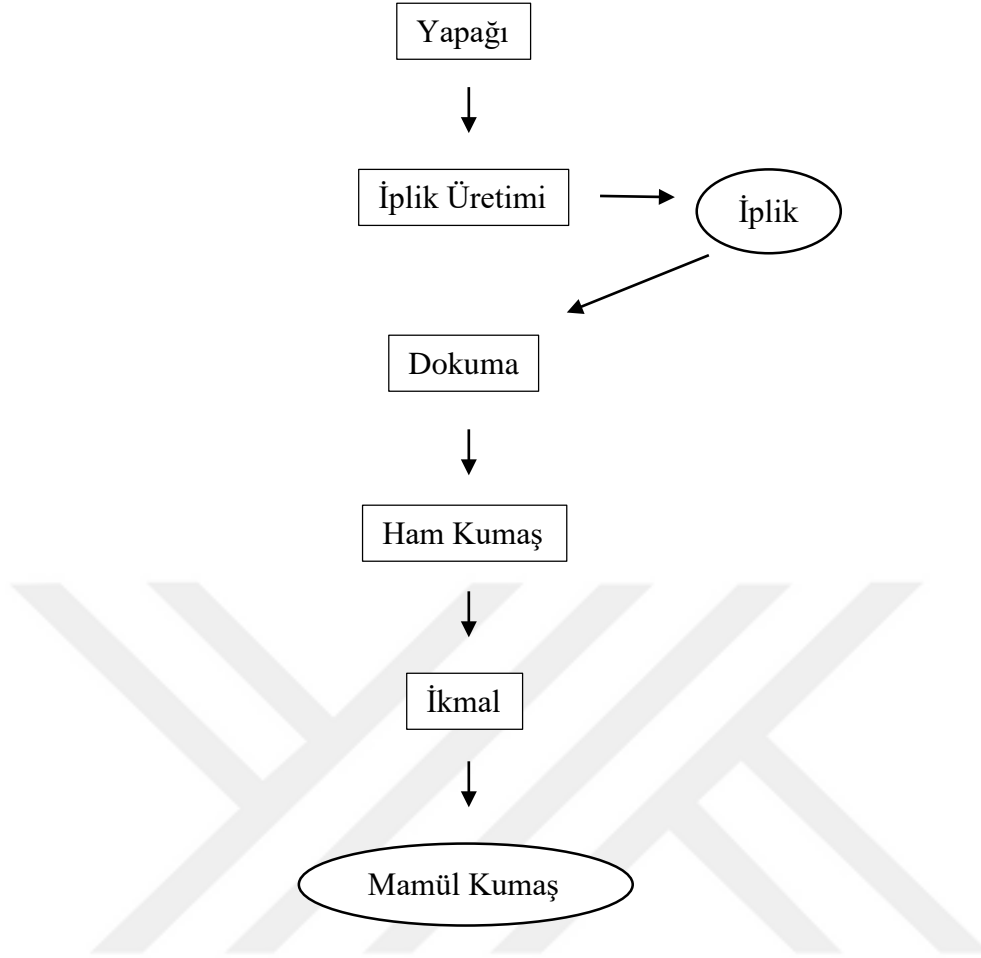 Yapağı
İplik Üretimi
İplik
Dokuma
Ham Kumaş
İkmal
Mamül Kumaş